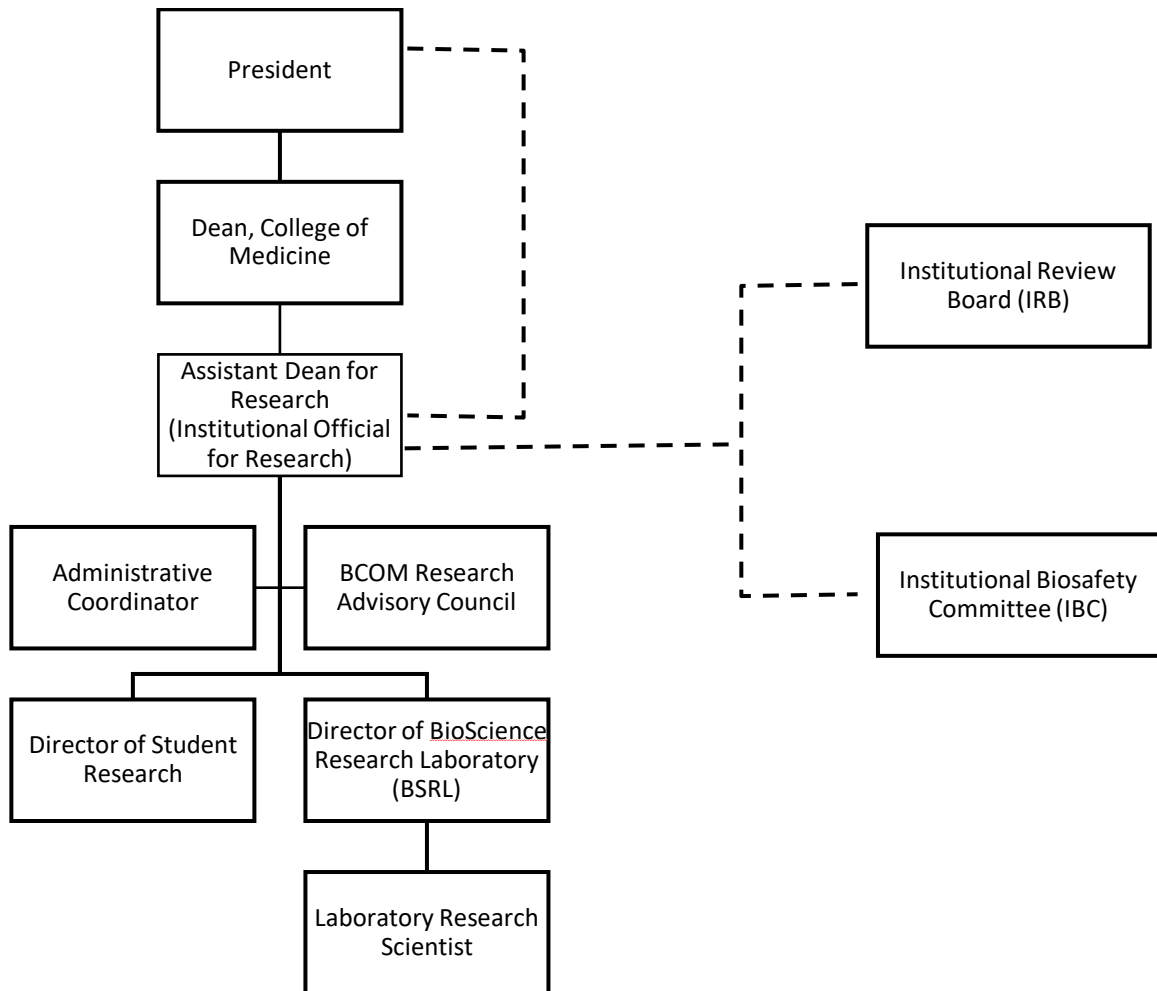 President
Dean, College of
Medicine
Institutional Review
Board (IRB)
Assistant Dean for
Research
(Institutional Official
for Research)
Administrative
Coordinator
BCOM Research
Advisory Council
Institutional Biosafety
Committee (IBC)
Director of Student
Research
Director of BioScience
Research Laboratory
(BSRL)
Laboratory Research
Scientist